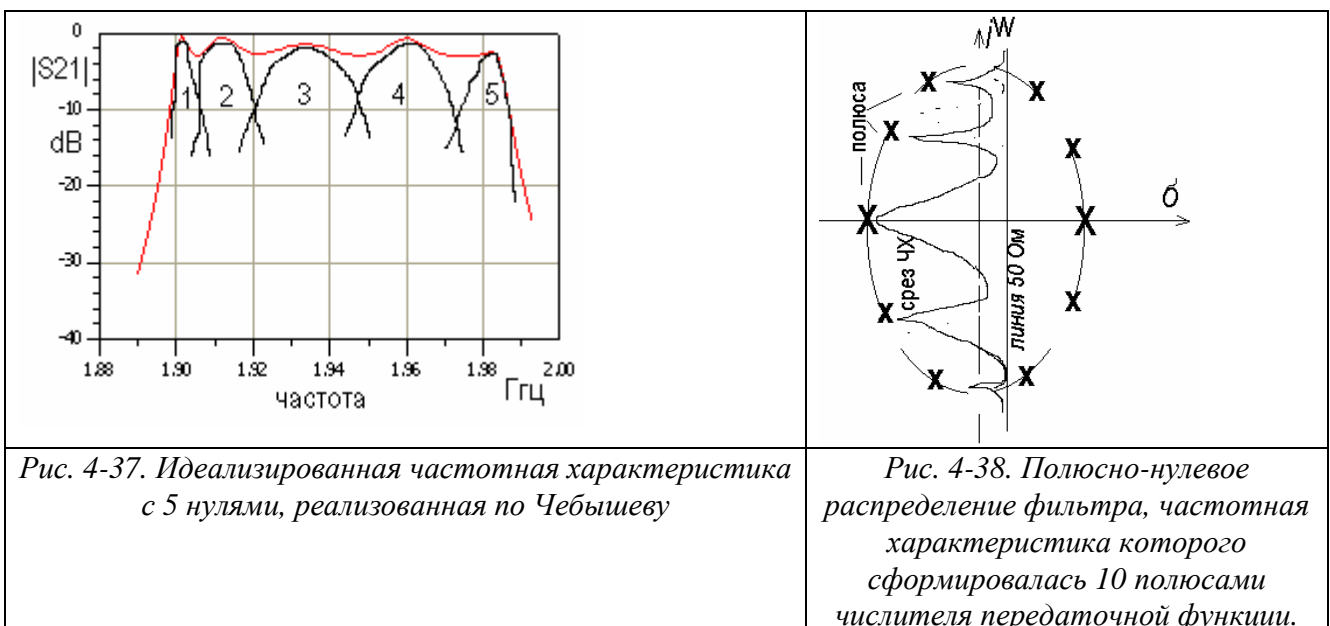 0
|S21|
-10
dB
-20
-30
-40
1 2 3 4 5
1.88 1.90 1.92 1.94 1.96 1.98 2.00
частота Ггц
jW
полюса
б
срез ЧХ
линия 50 Ом
X X X X X X X X X X
Рис. 4-37. Идеализированная частотная характеристика
с 5 нулями, реализованная по Чебышеву
Рис. 4-38. Полюсно-нулевое
распределение фильтра, частотная
характеристика которого
сформировалась 10 полюсами
числителя передаточной функции.